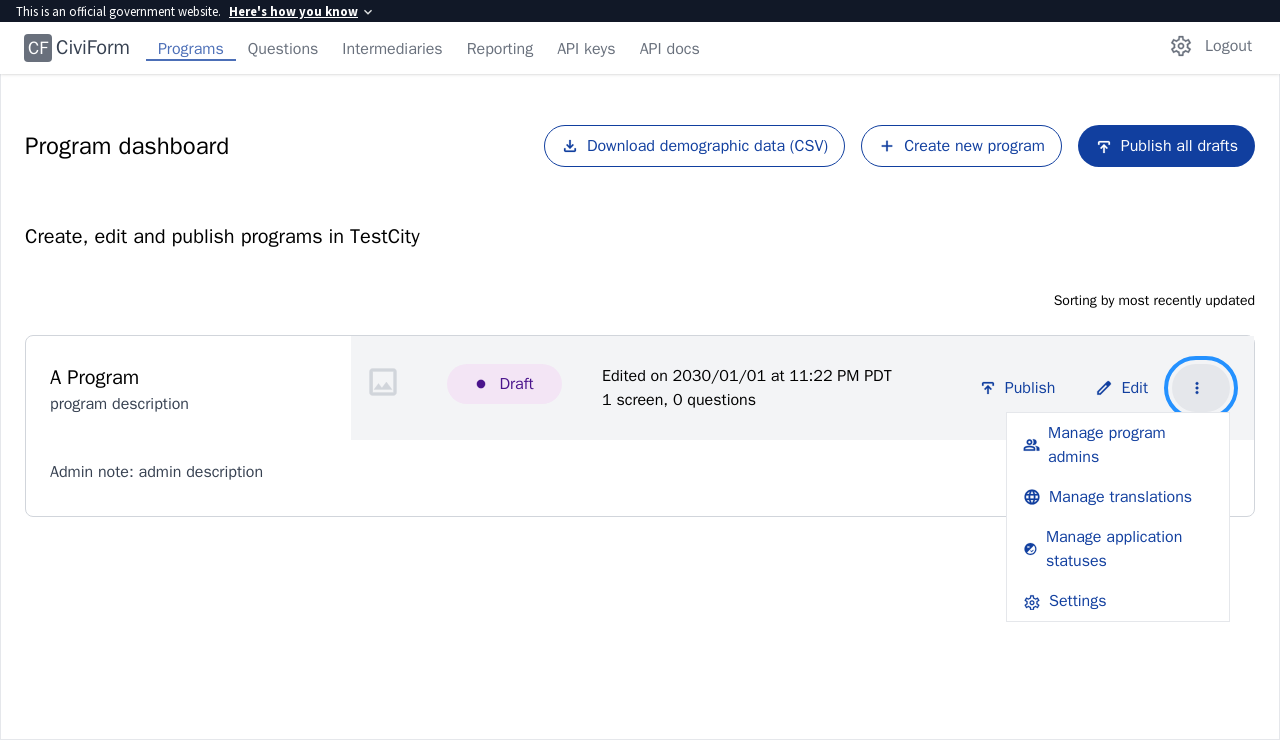 This is an official government website. Here's how you know
CF CiviForm Programs Questions Intermediaries Reporting API keys API docs Logout
Program dashboard
Download demographic data (CSV) Create new program Publish all drafts
Create, edit and publish programs in TestCity
Sorting by most recently updated
A Program
program description
Draft
Edited on 2030/01/01 at 11:22 PM PDT
1 screen, 0 questions
Publish Edit
Admin note: admin description
Manage program
admins
Manage translations
Manage application
statuses
Settings